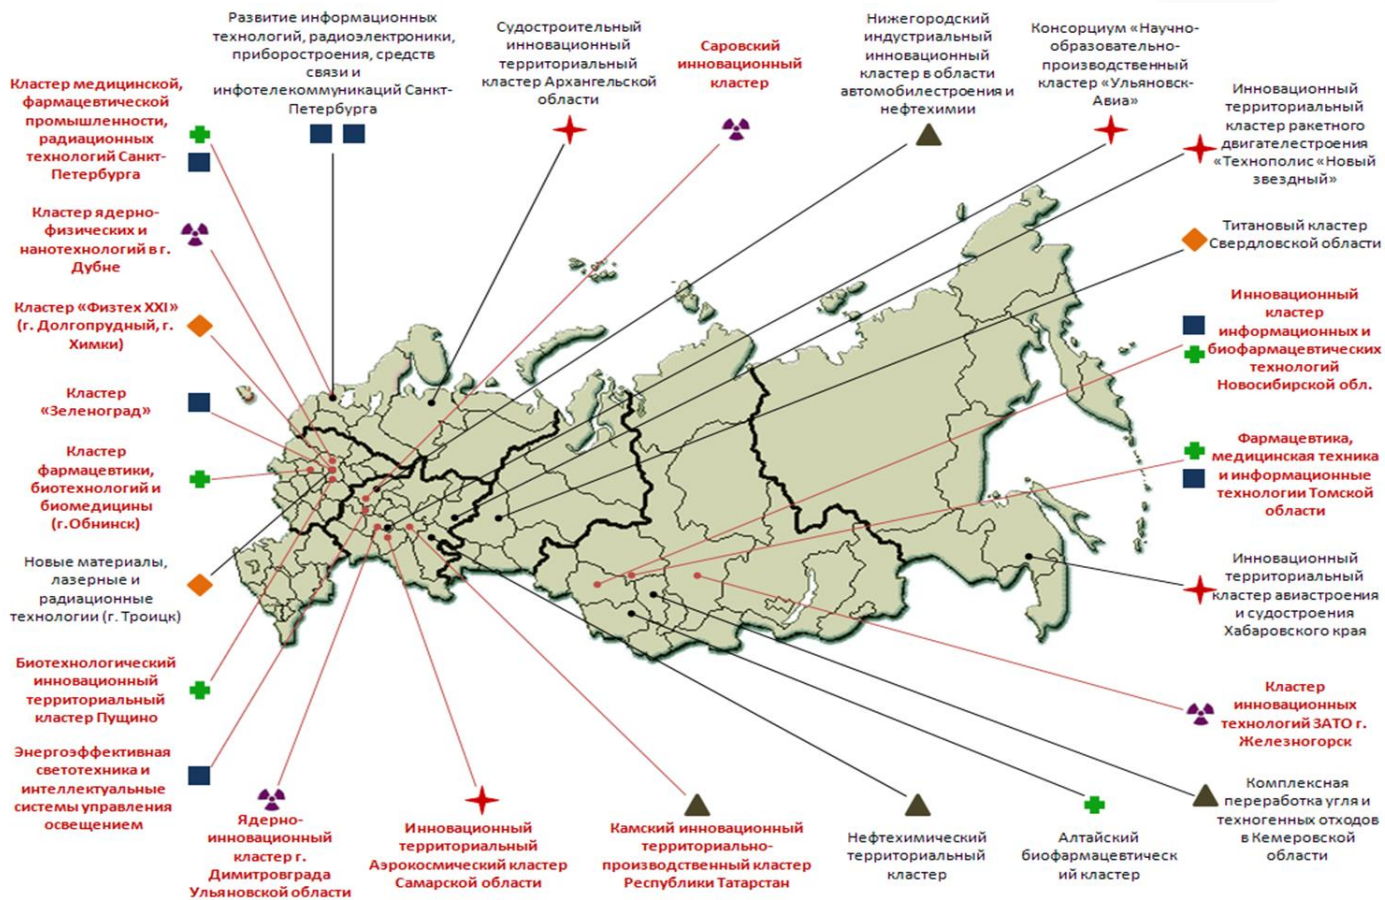 Развитие информационных
технологий, радиоэлектроники,
приборостроения, средств
связи и
инфотелекоммуникаций Санкт-
Петербурга
Судостроительный
инновационный
территориальный
кластер Архангельской
области
Саровский
инновационный
кластер
Нижегородский
индустриальный
инновационный
кластер в области
автомобилестроения и
нефтехимии
Консорциум «Научно-
образовательно-
производственный
кластер «Ульяновск-
Авиа»
Инновационный
территориальный
кластер ракетного
двигателестроения
«Технополис «Новый
звездный»
Титановый кластер
Свердловской области
Инновационный
кластер
информационных и
биофармацевтических
технологий
Новосибирской обл.
Фармацевтика,
медицинская техника
и информационные
технологии Томской
области
Инновационный
территориальный
кластер авиастроения
и судостроения
Хабаровского края
Кластер
инновационных
технологий ЗАТО г.
Железногорск
Комплексная
переработка угля и
техногенных отходов
в Кемеровской
области
Кластер медицинской,
фармацевтической
промышленности,
радиационных
технологий Санкт-
Петербурга
Кластер ядерно-
физических и
нанотехнологий в г.
Дубне
Кластер «Физтех XXI»
(г. Долгопрудный, г.
Химки)
Кластер
«Зеленоград»
Кластер
фармацевтики,
биотехнологий и
биомедицины
(г.Обнинск)
Новые материалы,
лазерные и
радиационные
технологии (г. Троицк)
Биотехнологический
инновационный
территориальный
кластер Пущино
Энергоэффективная
светотехника и
интеллектуальные
системы управления
освещением
Ядерно-
инновационный
кластер г.
Димитровграда
Ульяновской области
Инновационный
территориальный
Аэрокосмический кластер
Самарской области
Камский инновационный
территориально-
производственный кластер
Республики Татарстан
Нефтехимический
территориальный
кластер
Алтайский
биофармацевтическ
ий кластер